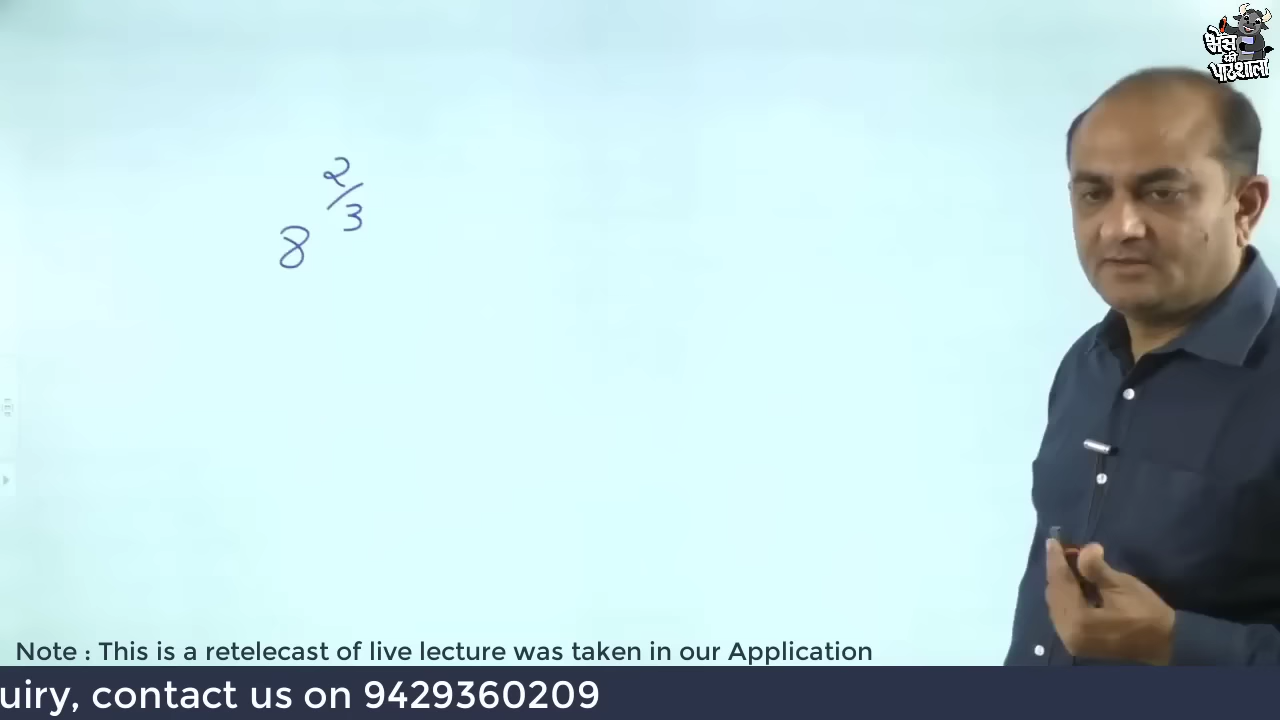 भैंस
की
पाठशाला
8^{2/3}
Note : This is a retelecast of live lecture was taken in our Application
uiry, contact us on 9429360209